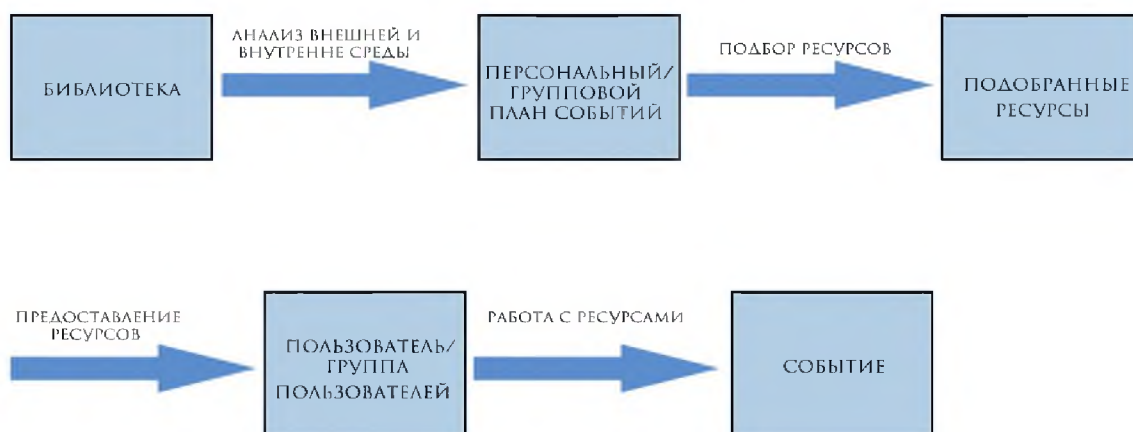 БИБЛИОТЕКА
АНАЛИЗ ВНЕШНЕЙ И
ВНУТРЕННЕ СРЕДЫ
ПЕРСОНАЛЬНЫЙ/
ГРУППОВОЙ
ПЛАН СОБЫТИЙ
ПОДБОР РЕСУРСОВ
ПОДОБРАННЫЕ
РЕСУРСЫ
ПРЕДОСТАВЛЕНИЕ
РЕСУРСОВ
ПОЛЬЗОВАТЕЛЬ/
ГРУППА
ПОЛЬЗОВАТЕЛЕЙ
РАБОТА С РЕСУРСАМИ
СОБЫТИЕ